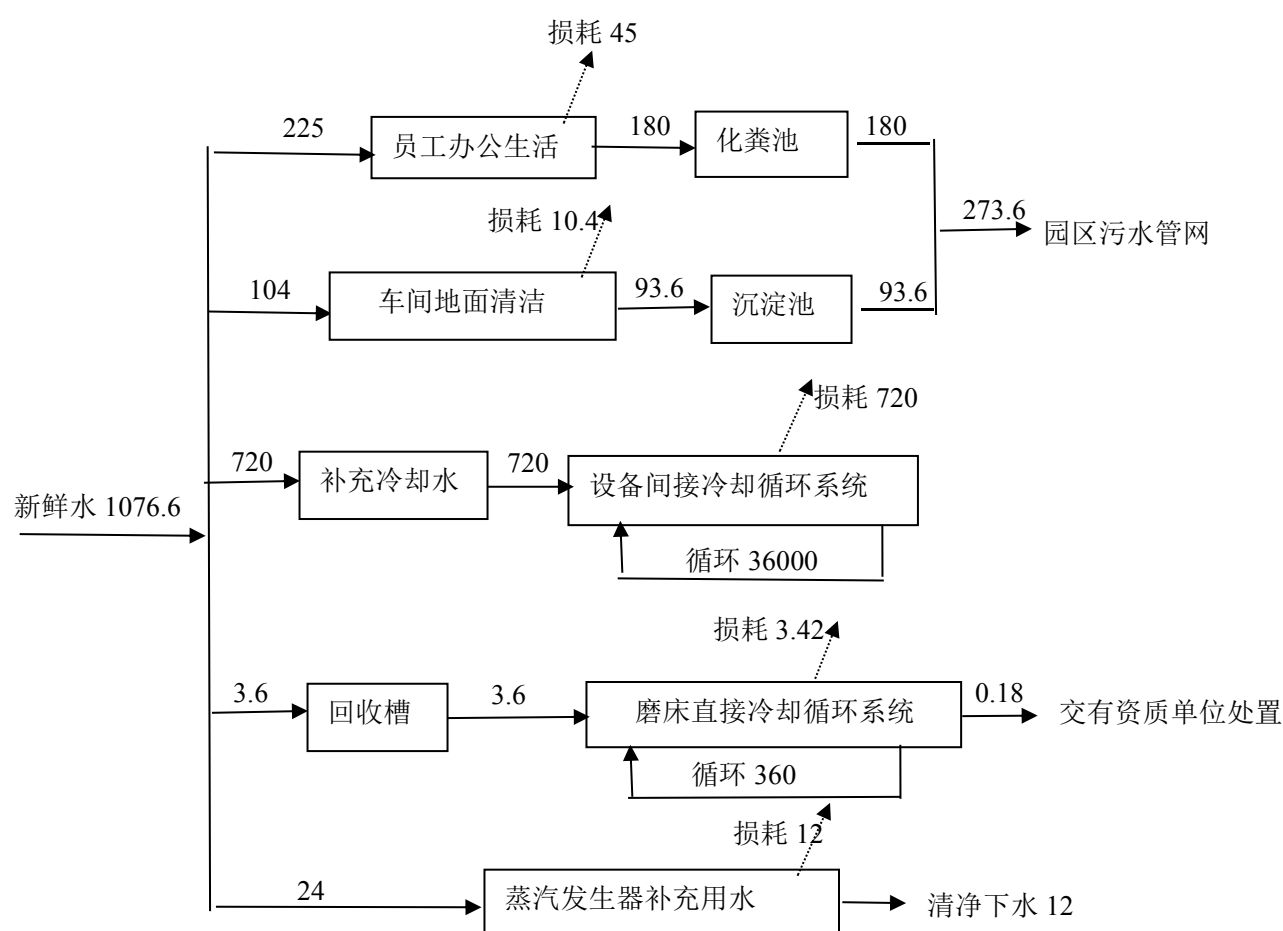 损耗 45
225
员工办公生活
180
化粪池
180
损耗 10.4
273.6
园区污水管网
104
车间地面清洁
93.6
沉淀池
93.6
损耗 720
720
补充冷却水
720
设备间接冷却循环系统
新鲜水 1076.6
循环 36000
损耗 3.42
3.6
回收槽
3.6
磨床直接冷却循环系统
0.18
交有资质单位处置
循环 360
损耗 12
24
蒸汽发生器补充用水
清净下水 12